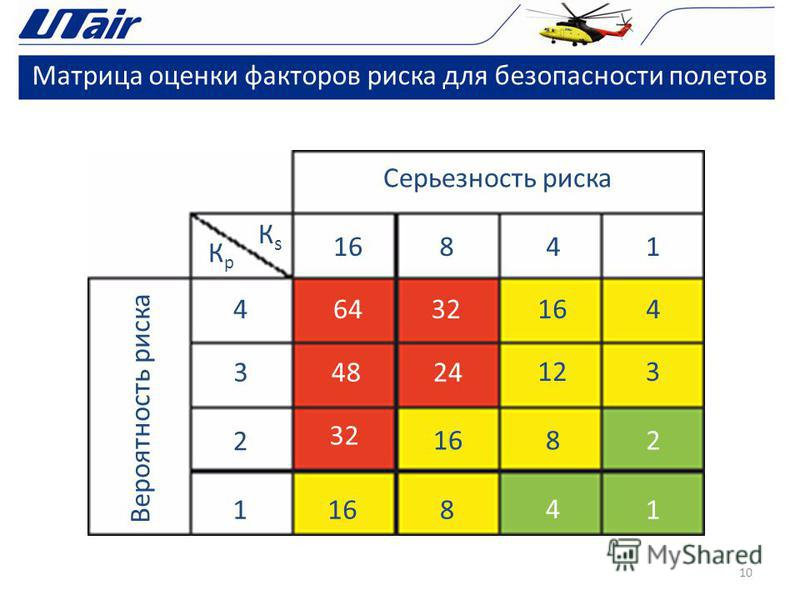 UTair
Матрица оценки факторов риска для безопасности полетов
Серьезность риска
Kp Ks 16 8 4 1
Вероятность риска
4 64 32 16 4
3 48 24 12 3
2 32 16 8 2
1 16 8 4 1
MyShared
10